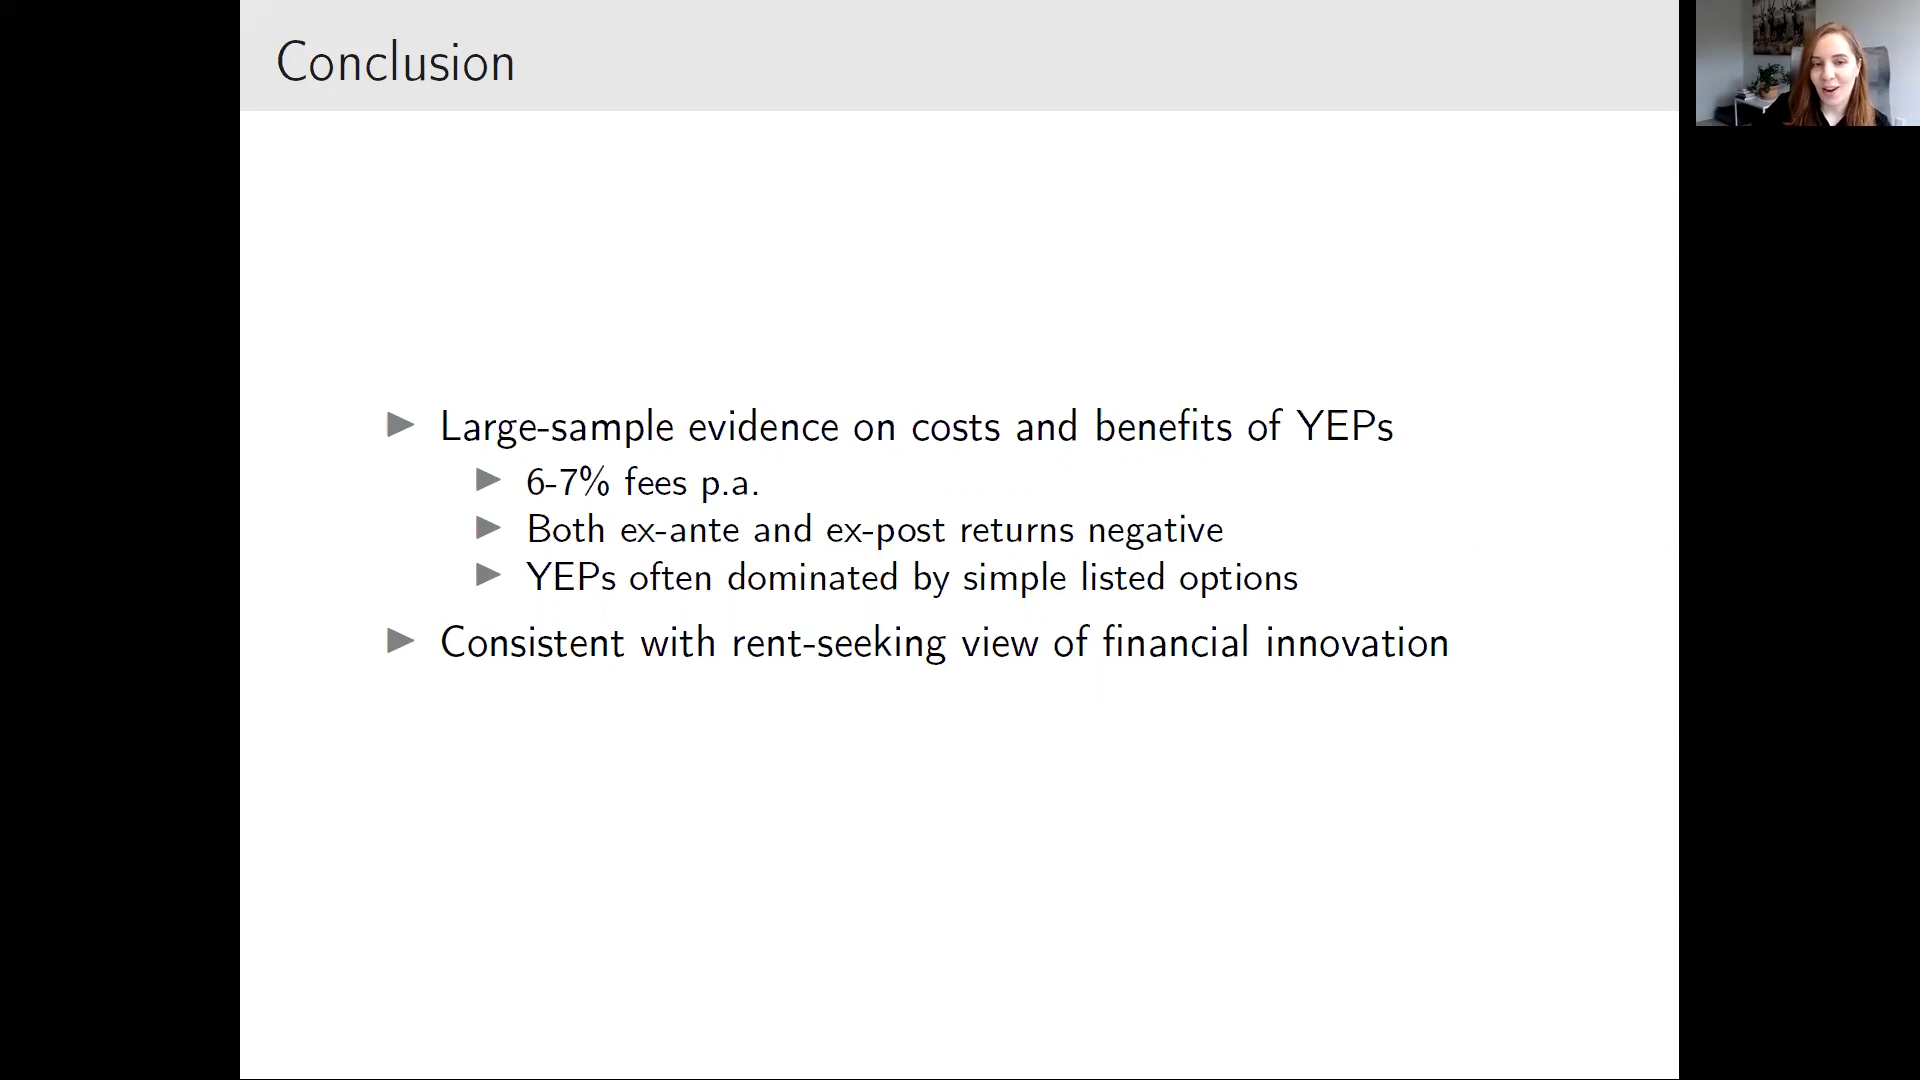 Conclusion
Large-sample evidence on costs and benefits of YEPs
6-7% fees p.a.
Both ex-ante and ex-post returns negative
YEPs often dominated by simple listed options
Consistent with rent-seeking view of financial innovation